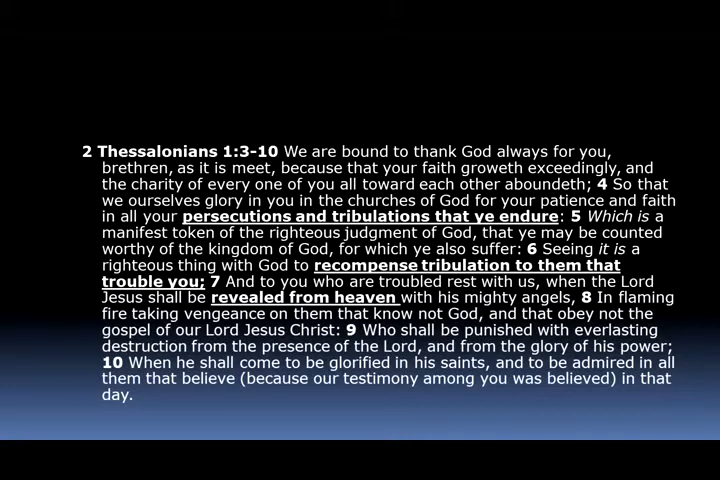 2 Thessalonians 1:3-10 We are bound to thank God always for you,
brethren, as it is meet, because that your faith groweth exceedingly, and
the charity of every one of you all toward each other aboundeth; 4 So that
we ourselves glory in you in the churches of God for your patience and faith
in all your persecutions and tribulations that ye endure: 5 Which is a
manifest token of the righteous judgment of God, that ye may be counted
worthy of the kingdom of God, for which ye also suffer: 6 Seeing it is a
righteous thing with God to recompense tribulation to them that
trouble you; 7 And to you who are troubled rest with us, when the Lord
Jesus shall be revealed from heaven with his mighty angels, 8 In flaming
fire taking vengeance on them that know not God, and that obey not the
gospel of our Lord Jesus Christ: 9 Who shall be punished with everlasting
destruction from the presence of the Lord, and from the glory of his power;
10 When he shall come to be glorified in his saints, and to be admired in all
them that believe (because our testimony among you was believed) in that
day.